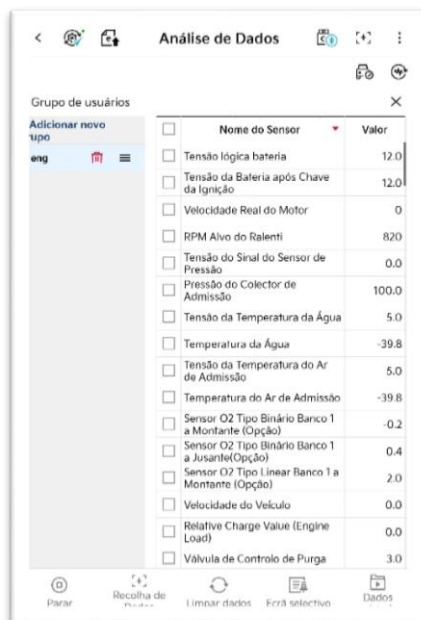 Análise de Dados
Grupo de usuários
Adicionar novo
upo
eng
Nome do Sensor Valor
Tensão lógica bateria 12.0
Tensão da Bateria após Chave
da Ignição 12.0
Velocidade Real do Motor 0
RPM Alvo do Ralenti 820
Tensão do Sinal do Sensor de
Pressão 0.0
Pressão do Colector de
Admissão 100.0
Tensão da Temperatura da Água 5.0
Temperatura da Água -39.8
Tensão da Temperatura do Ar
de Admissão 5.0
Temperatura do Ar de Admissão -39.8
Sensor O2 Tipo Binário Banco 1
a Montante (Opção) -0.2
Sensor O2 Tipo Binário Banco 1
a Jusante(Opção) 0.4
Sensor O2 Tipo Linear Banco 1 a
Montante (Opção) 2.0
Velocidade do Veículo 0.0
Relative Charge Value (Engine
Load) 0.0
Válvula de Controlo de Purga 3.0
Parar
Recolha de
Limpar dados
Ecrã selectivo
Dados